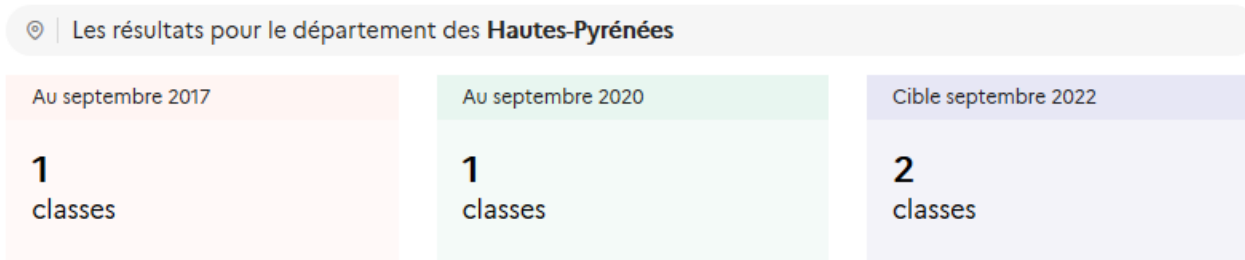 Les résultats pour le département des Hautes-Pyrénées
Au septembre 2017
1
classes
Au septembre 2020
1
classes
Cible septembre 2022
2
classes